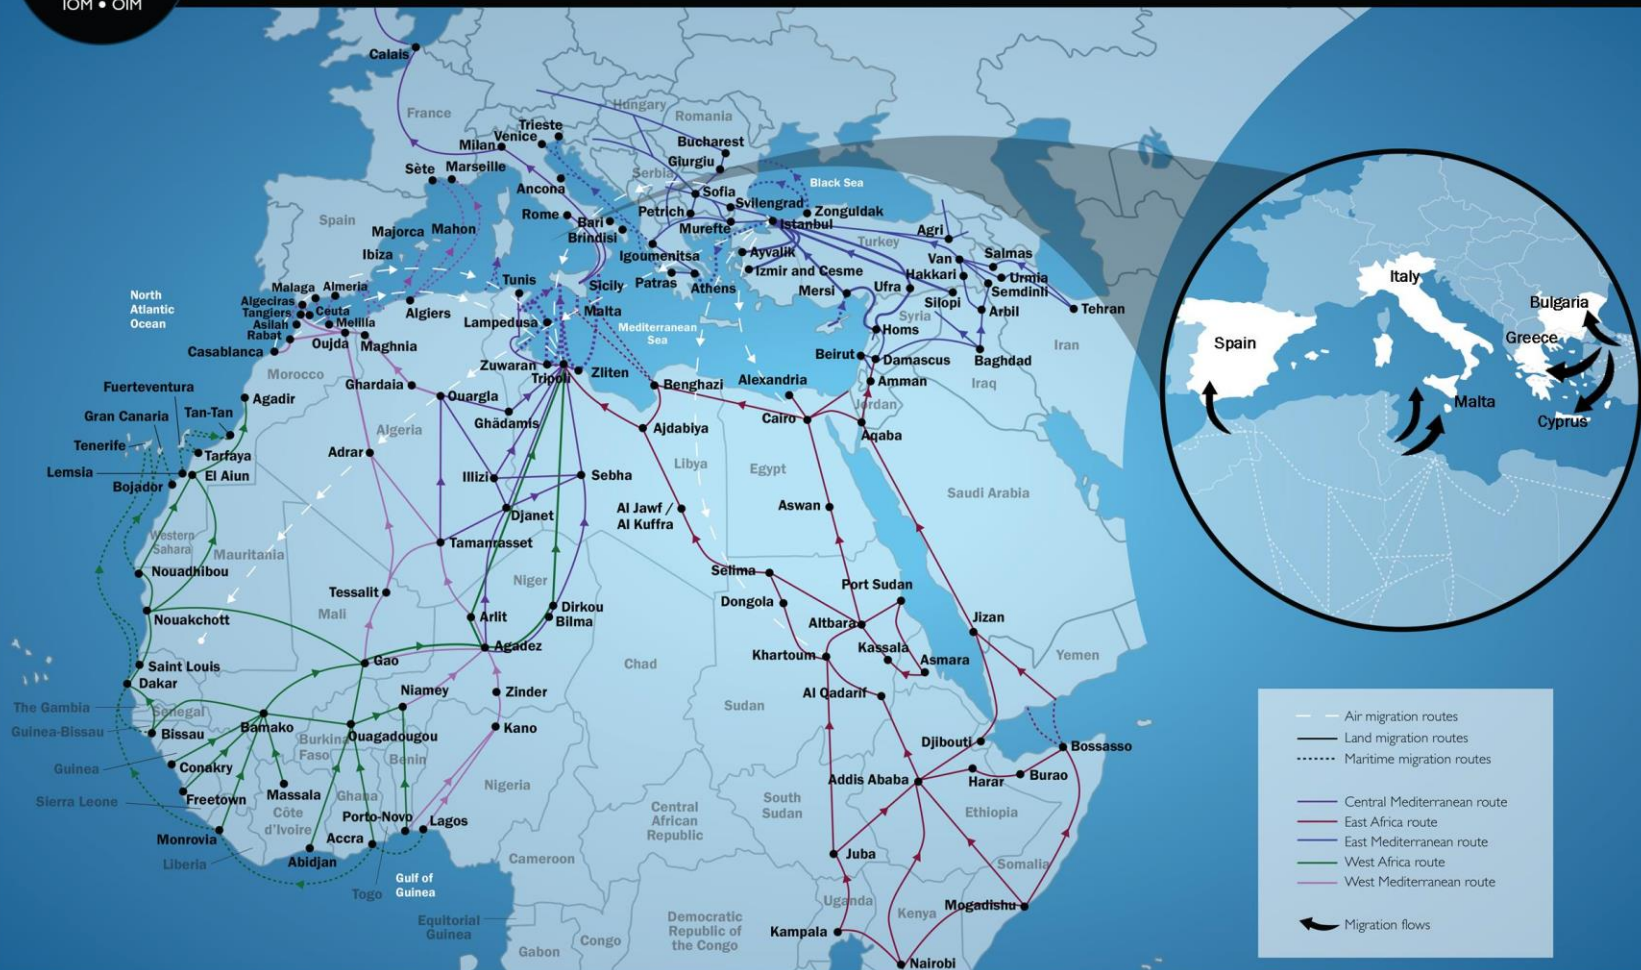 IOM • OIM
Calais
France
Hungary
Romania
Trieste
Venice
Milan
Bucharest
Giurgiu
Sète
Marseille
Serbia
Black Sea
Ancona
Sofia
Svilengrad
Spain
Rome
Bari
Petrich
Zonguldak
Majorca
Mahon
Brindisi
Murefte
Istanbul
Agri
Ibiza
Igoumenitsa
Ayvalik
Turkey
Van
Salmas
Tunis
Izmir and Cesme
Hakkari
Urmia
Malaga
Almeria
Sicily
Patras
Athens
Mersi
Ufra
Semdinli
North
Atlantic
Ocean
Algeciras
Tangiers
Ceuta
Algiers
Malta
Silopi
Asilah
Melilla
Lampedusa
Mediterranean
Sea
Syria
Arbil
Tehran
Rabat
Oujda
Maghnia
Homs
Casablanca
Zuwaran
Beirut
Damascus
Baghdad
Iran
Morocco
Tripoli
Zliten
Fuerteventura
Ghardaia
Benghazi
Alexandria
Amman
Iraq
Agadir
Ouargla
Jordan
Gran Canaria
Tan-Tan
Ghādamis
Cairo
Tenerife
Algeria
Ajdabiya
Aqaba
Tarfaya
Adrar
Lemsla
El Aiun
Illizi
Sebha
Libya
Egypt
Bojador
Saudi Arabia
Djanet
Al Jawf /
Al Kuffra
Aswan
Western
Sahara
Mauritania
Tamanrasset
Nouadhibou
Niger
Selima
Tessalit
Port Sudan
Mali
Dirkou
Dongola
Nouakchott
Arlit
Bilma
Altbara
Jizan
Agadez
Kassala
Saint Louis
Gao
Chad
Khartoum
Asmara
Yemen
Dakar
Niamey
Zinder
Al Qadarif
The Gambia
Senegal
Sudan
Guinea-Bissau
Bissau
Bamako
Ouagadougou
Kano
Djibouti
Bossasso
Burkina
Faso
Guinea
Conakry
Benin
Addis Ababa
Harar
Burao
Sierra Leone
Freetown
Massala
Ghana
Nigeria
Central
African
Republic
South
Sudan
Ethiopia
Côte
d'Ivoire
Porto-Novo
Lagos
Monrovia
Accra
Liberia
Abidjan
Cameroon
Juba
Somalia
Togo
Gulf of
Guinea
Uganda
Mogadishu
Equitorial
Guinea
Democratic
Republic of
the Congo
Kenya
Kampala
Gabon
Congo
Nairobi
Italy
Bulgaria
Spain
Greece
Malta
Cyprus
Air migration routes
Land migration routes
Maritime migration routes
Central Mediterranean route
East Africa route
East Mediterranean route
West Africa route
West Mediterranean route
Migration flows